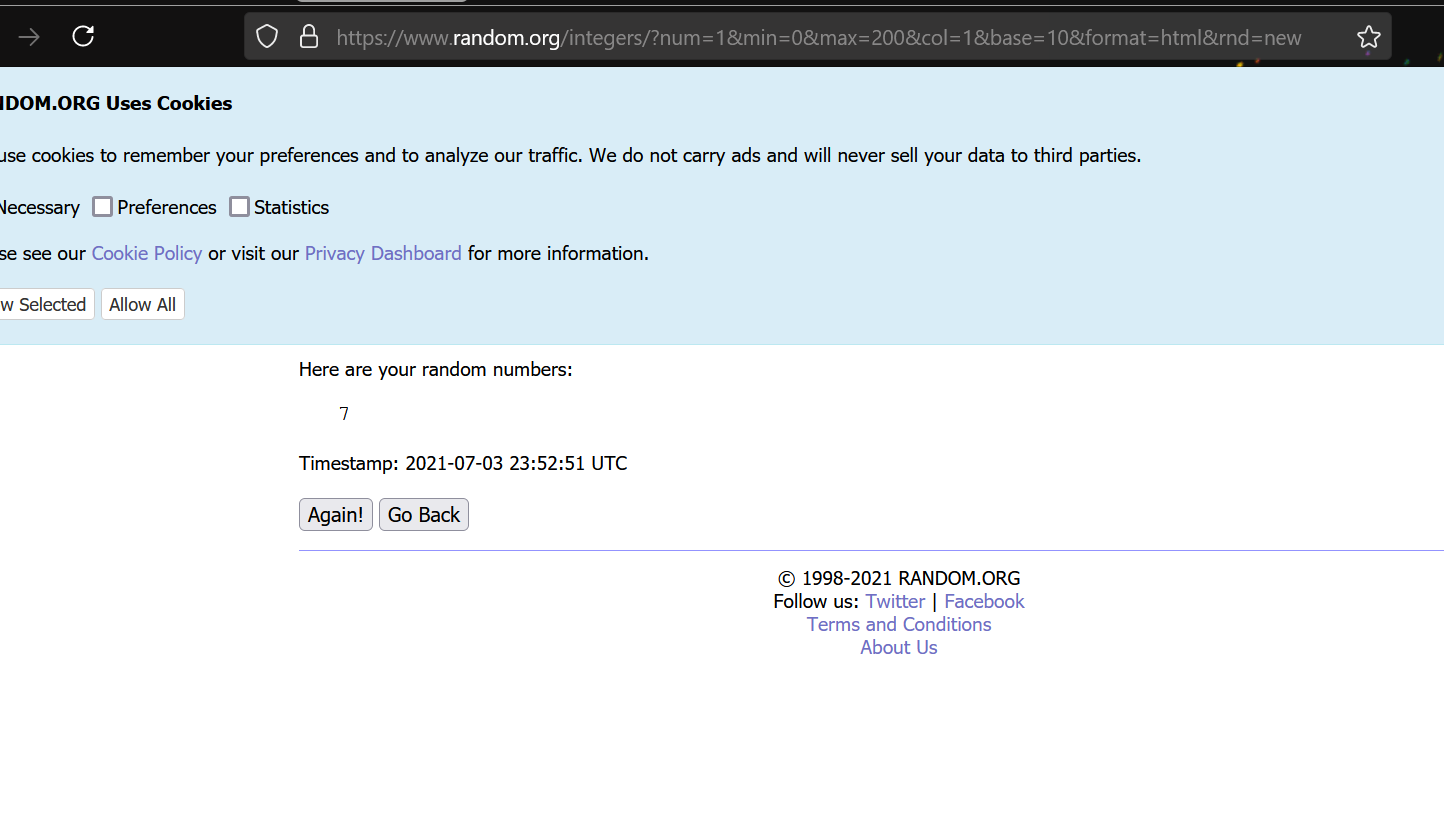 https://www.random.org/integers/?num=1&min=0&max=200&col=1&base=10&format=html&rnd=new
NDOM.ORG Uses Cookies
use cookies to remember your preferences and to analyze our traffic. We do not carry ads and will never sell your data to third parties.
Necessary Preferences Statistics
se see our Cookie Policy or visit our Privacy Dashboard for more information.
w Selected Allow All
Here are your random numbers:
7
Timestamp: 2021-07-03 23:52:51 UTC
Again! Go Back
© 1998-2021 RANDOM.ORG
Follow us: Twitter | Facebook
Terms and Conditions
About Us